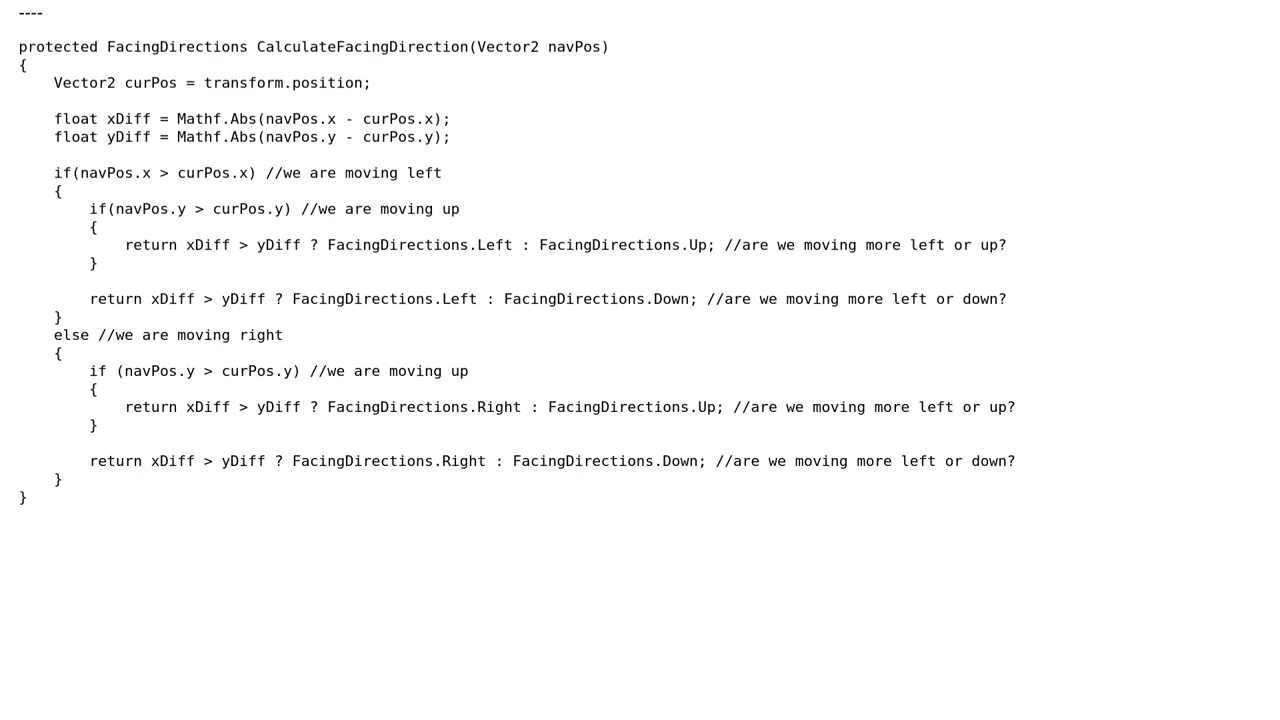 ----
protected FacingDirections CalculateFacingDirection(Vector2 navPos)
{
    Vector2 curPos = transform.position;

    float xDiff = Mathf.Abs(navPos.x - curPos.x);
    float yDiff = Mathf.Abs(navPos.y - curPos.y);

    if(navPos.x > curPos.x) //we are moving left
    {
        if(navPos.y > curPos.y) //we are moving up
        {
            return xDiff > yDiff ? FacingDirections.Left : FacingDirections.Up; //are we moving more left or up?
        }

        return xDiff > yDiff ? FacingDirections.Left : FacingDirections.Down; //are we moving more left or down?
    }
    else //we are moving right
    {
        if (navPos.y > curPos.y) //we are moving up
        {
            return xDiff > yDiff ? FacingDirections.Right : FacingDirections.Up; //are we moving more left or up?
        }

        return xDiff > yDiff ? FacingDirections.Right : FacingDirections.Down; //are we moving more left or down?
    }
}